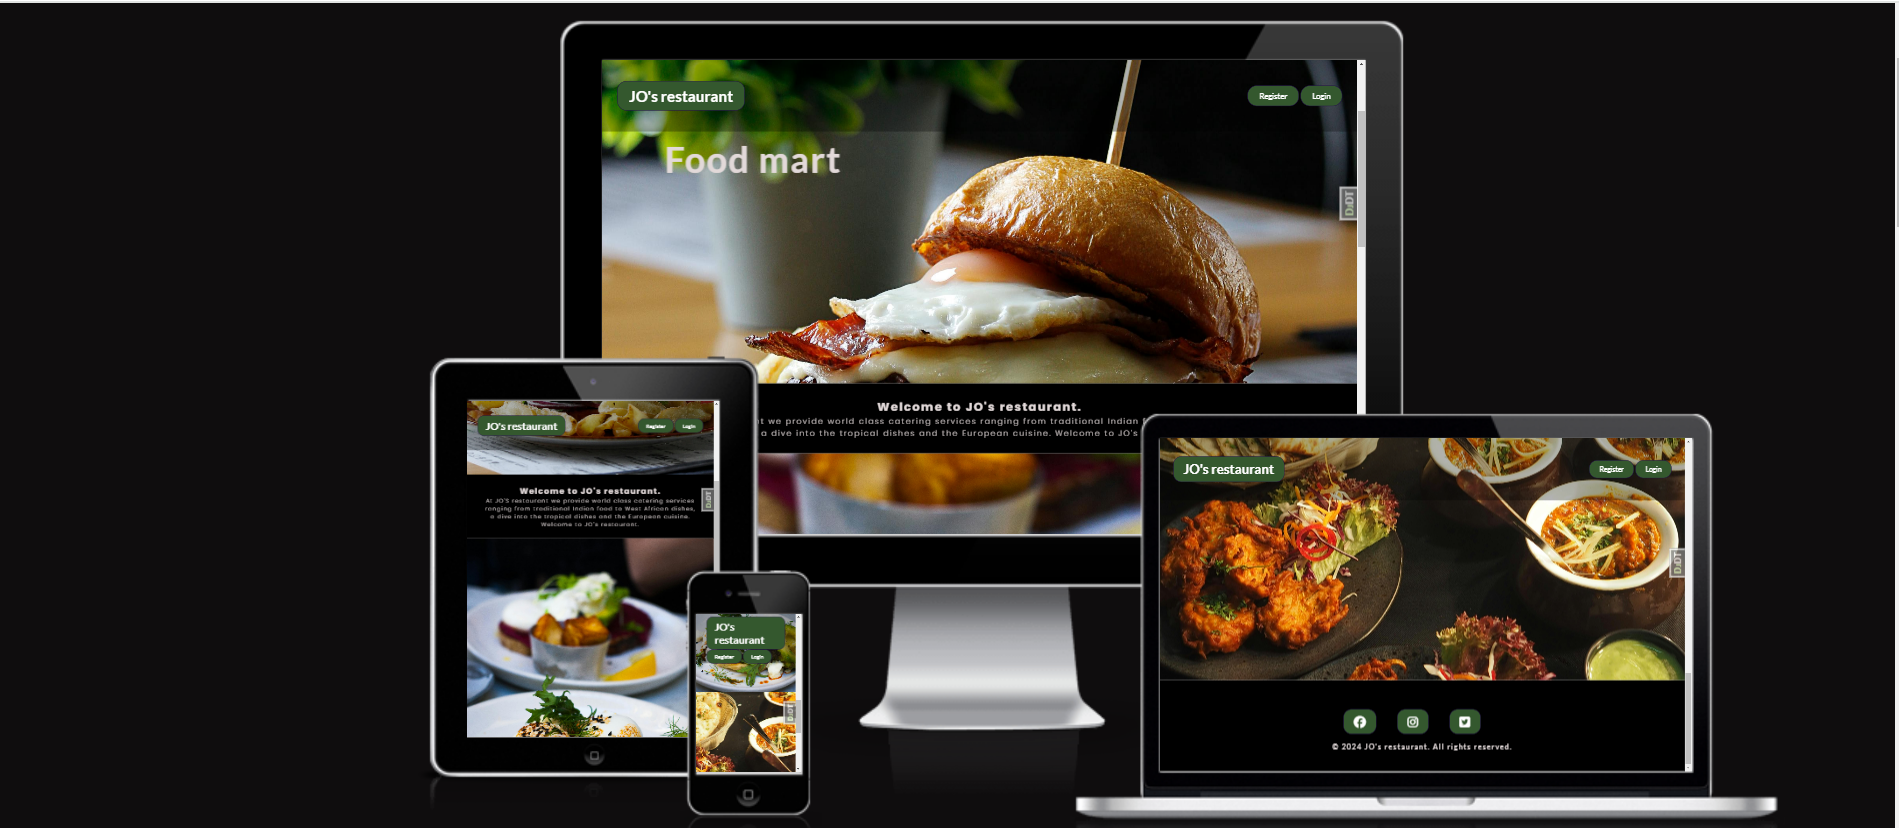 JO's restaurant
Register Login
Food mart
DjDT
Welcome to JO's restaurant.
we provide world class catering services ranging from traditional Indian
a dive into the tropical dishes and the European cuisine. Welcome to JO's
JO's restaurant
Register Login
Welcome to JO's restaurant.
At JO'S restaurant we provide world class catering services
ranging from traditional Indian food to West African dishes,
a dive into the tropical dishes and the European cuisine.
Welcome to JO's restaurant.
DjDT
JO's
restaurant
Register Login
DjDT
JO's restaurant
Register Login
DjDT
© 2024 JO's restaurant. All rights reserved.